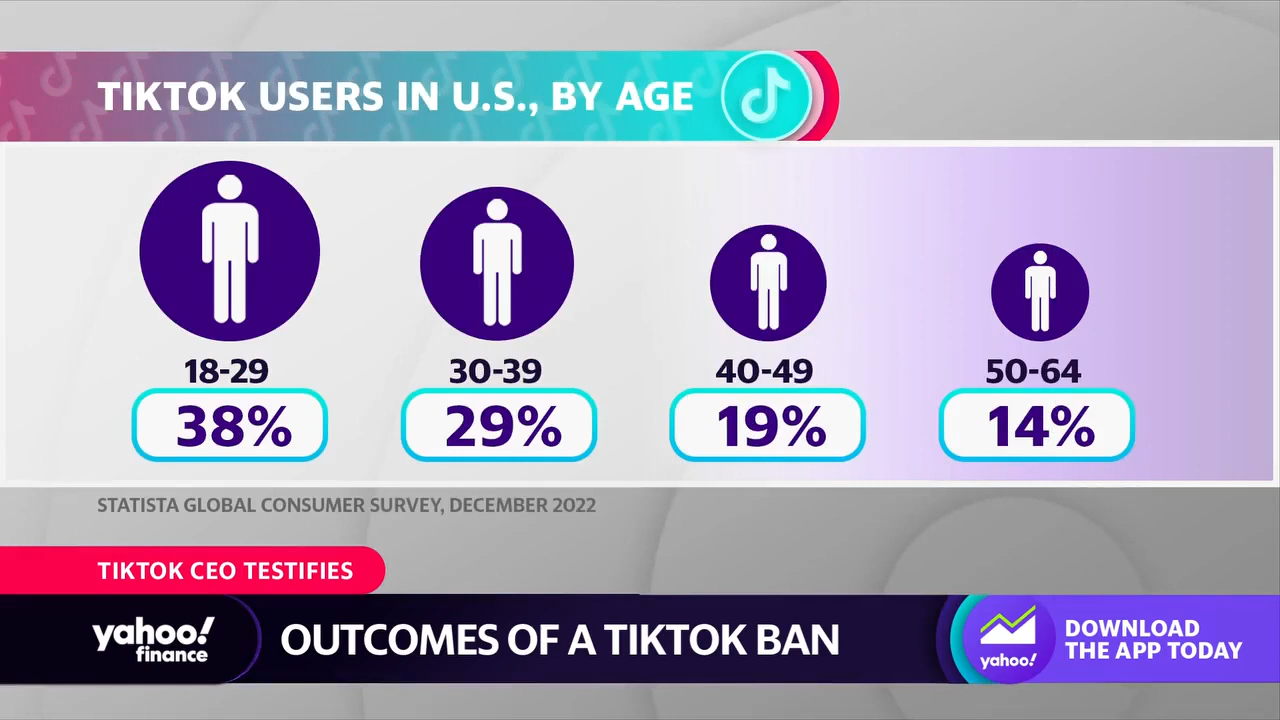 TIKTOK USERS IN U.S., BY AGE
18-29
30-39
40-49
50-64
38%
29%
19%
14%
STATISTA GLOBAL CONSUMER SURVEY, DECEMBER 2022
TIKTOK CEO TESTIFIES
yahoo!
finance
OUTCOMES OF A TIKTOK BAN
yahoo!
DOWNLOAD
THE APP TODAY